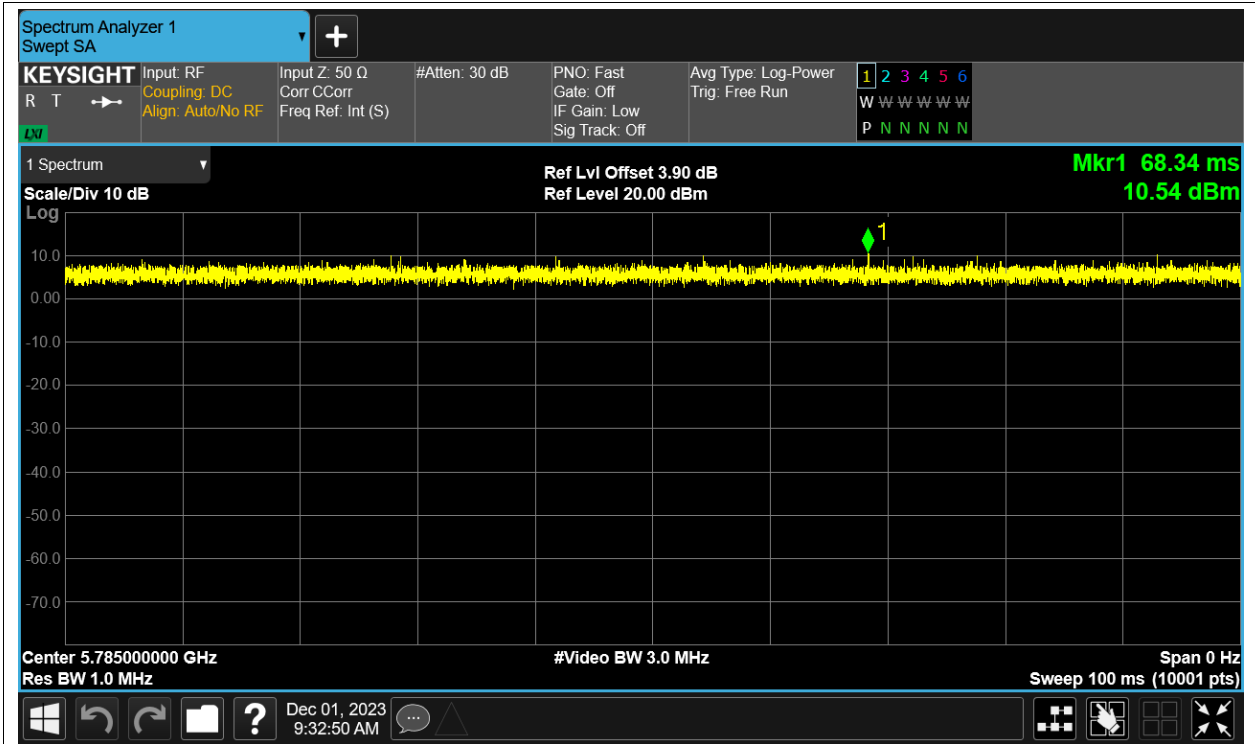 Spectrum Analyzer 1
Swept SA
KEYSIGHT
R T
LXI
Input: RF
Coupling: DC
Align: Auto/No RF
Input Z: 50 Ω
Corr CCorr
Freq Ref: Int (S)
#Atten: 30 dB
PNO: Fast
Gate: Off
IF Gain: Low
Sig Track: Off
Avg Type: Log-Power
Trig: Free Run
1 2 3 4 5 6
W W W W W W
P N N N N N
1 Spectrum
Scale/Div 10 dB
Log
Ref Lvl Offset 3.90 dB
Ref Level 20.00 dBm
Mkr1 68.34 ms
10.54 dBm
1
10.0
0.00
-10.0
-20.0
-30.0
-40.0
-50.0
-60.0
-70.0
Center 5.785000000 GHz
Res BW 1.0 MHz
#Video BW 3.0 MHz
Span 0 Hz
Sweep 100 ms (10001 pts)
?
Dec 01, 2023
9:32:50 AM